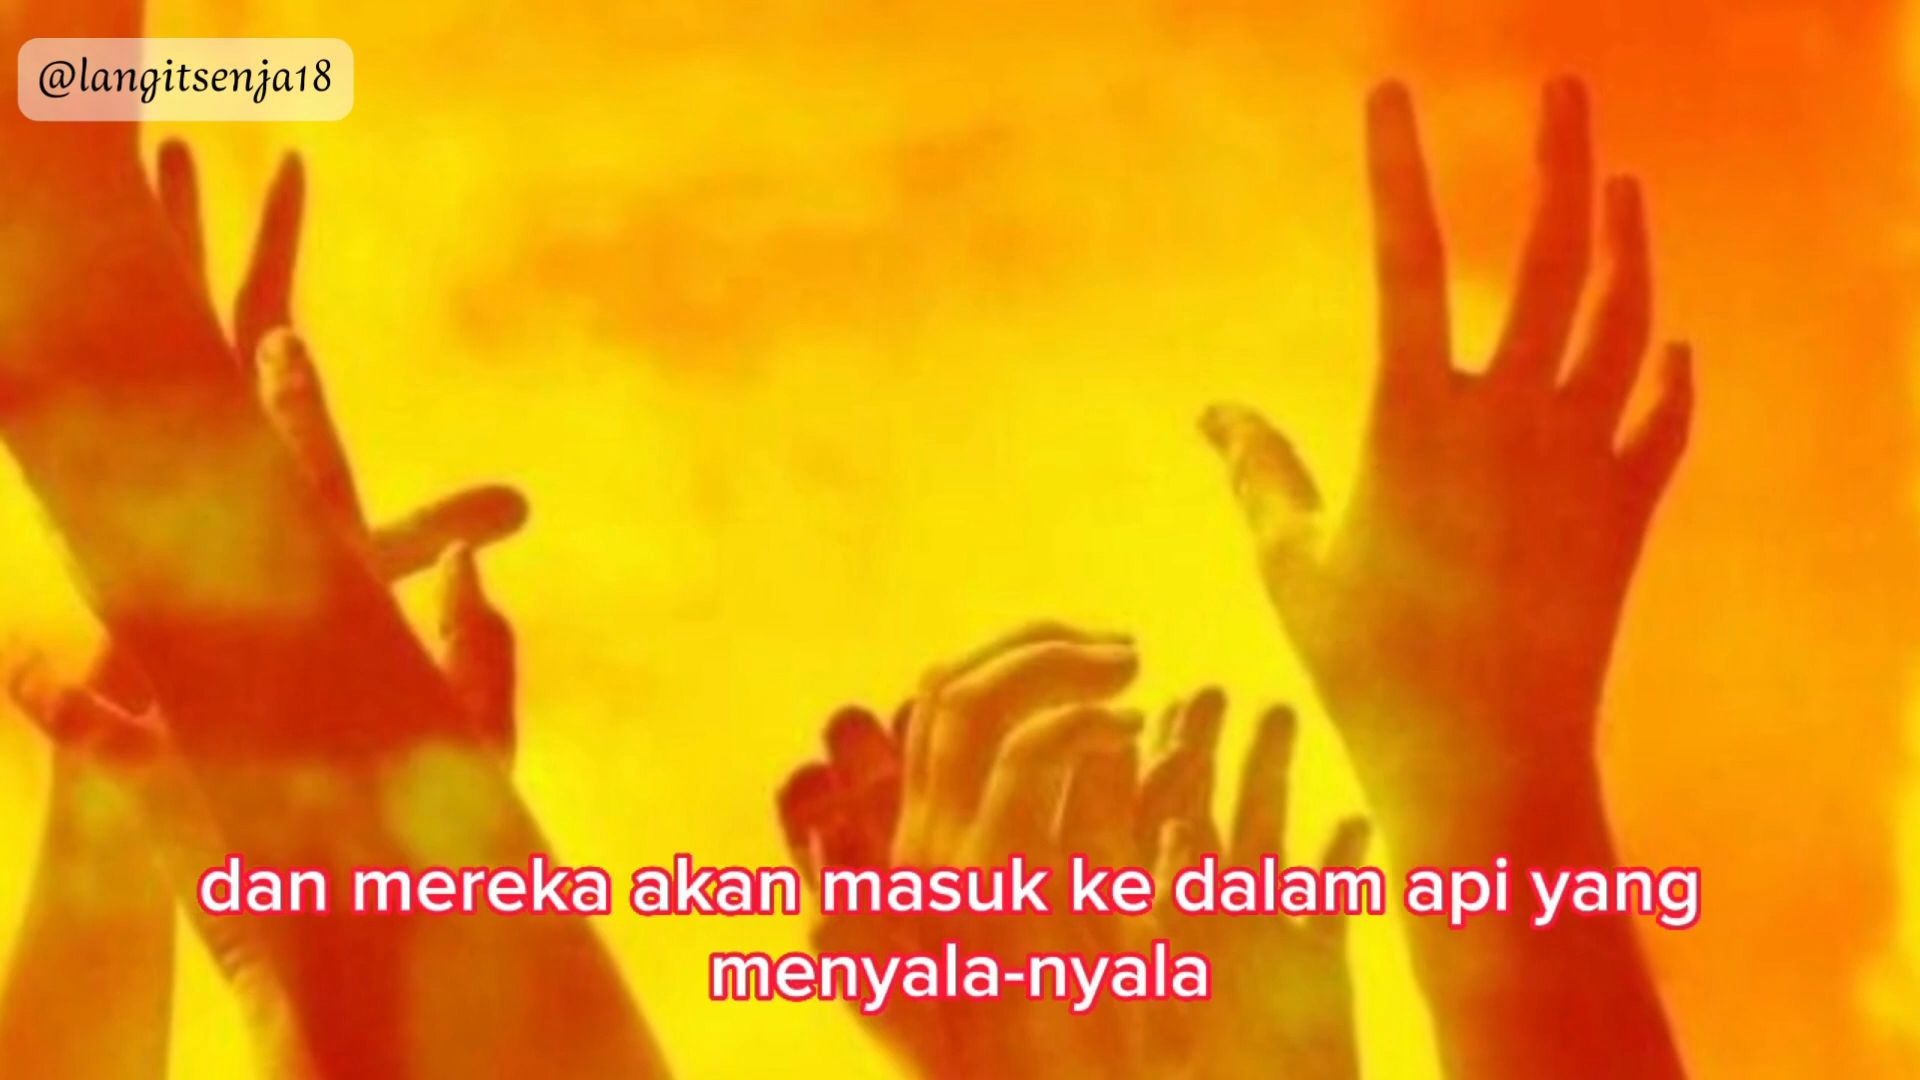 @langitsenja18
dan mereka akan masuk ke dalam api yang
menyala-nyala